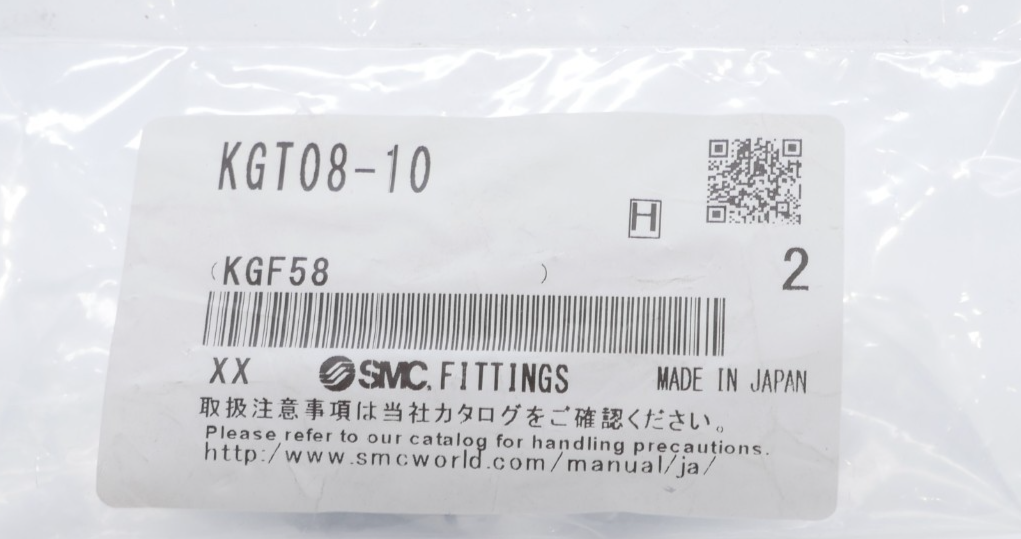 KGT08-10
H
2
(KGF58 )
XX SMC. FITTINGS MADE IN JAPAN
取扱注意事項は当社カタログをご確認ください。
Please refer to our catalog for handling precautions.
http:/www.smcworld.com/manual/ja/